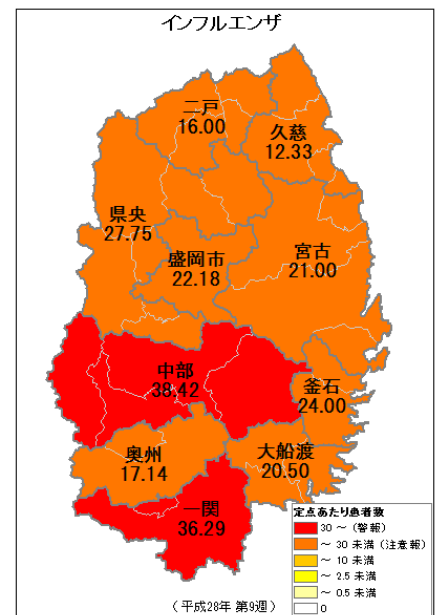 インフルエンザ
二戸
16.00
久慈
12.33
県央
27.75
盛岡市
22.18
宮古
21.00
中部
38.42
釜石
24.00
奥州
17.14
大船渡
20.50
一関
36.29
定点あたり患者数
30 ～ (警報)
～ 30 未満 (注意報)
～ 10 未満
～ 2.5 未満
～ 0.5 未満
0
(平成28年 第9週)